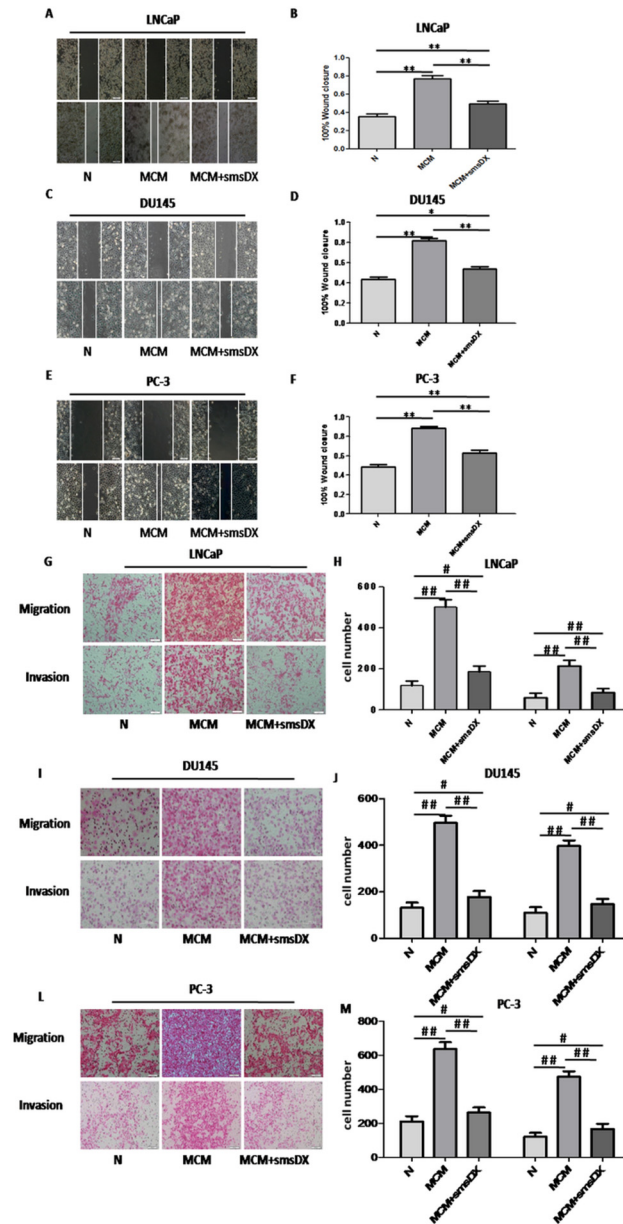 A
LNCaP
N MCM MCM+smsDX
B
LNCaP
**
** **
100% Wound closure
1.0
0.8
0.6
0.4
0.2
0.0
N MCM MCM+smsDX
C
DU145
N MCM MCM+smsDX
D
DU145
*
** **
100% Wound closure
1.0
0.8
0.6
0.4
0.2
0.0
N MCM MCM+smsDX
E
PC-3
N MCM MCM+smsDX
F
PC-3
**
** **
100% Wound closure
1.0
0.8
0.6
0.4
0.2
0.0
N MCM MCM+smsDX
G
LNCaP
Migration
Invasion
N MCM MCM+smsDX
H
LNCaP
#
## ##
##
## ##
cell number
600
400
200
0
N MCM MCM+smsDX N MCM MCM+smsDX
I
DU145
Migration
Invasion
N MCM MCM+smsDX
J
DU145
#
## ##
#
## ##
cell number
600
400
200
0
N MCM MCM+smsDX N MCM MCM+smsDX
L
PC-3
Migration
Invasion
N MCM MCM+smsDX
M
PC-3
#
## ##
#
## ##
cell number
800
600
400
200
0
N MCM MCM+smsDX N MCM MCM+smsDX